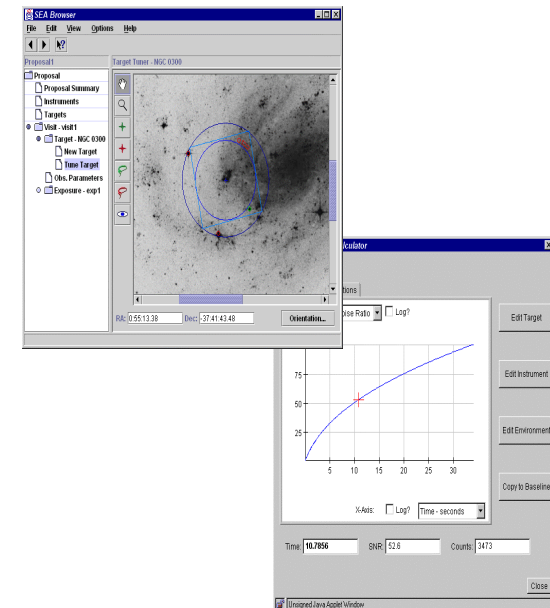 SEA Browser
File Edit View Options Help
Proposal1
Target Tuner - NGC 0300
Proposal
Proposal Summary
Instruments
Targets
Visit - visit1
Target - NGC 0300
New Target
Tune Target
Obs. Parameters
Exposure - exp1
RA: 0:55:13.38 Dec: -37:41:43.48 Orientation...
Ratio Log?
75
50
25
5 10 15 20 25 30
X-Axis: Log? Time - seconds
Time: 10.7856 SNR: 52.6 Counts: 3473
Edit Target
Edit Instrument
Edit Environment
Copy to Baseline
Close
Unsigned Java Applet Window